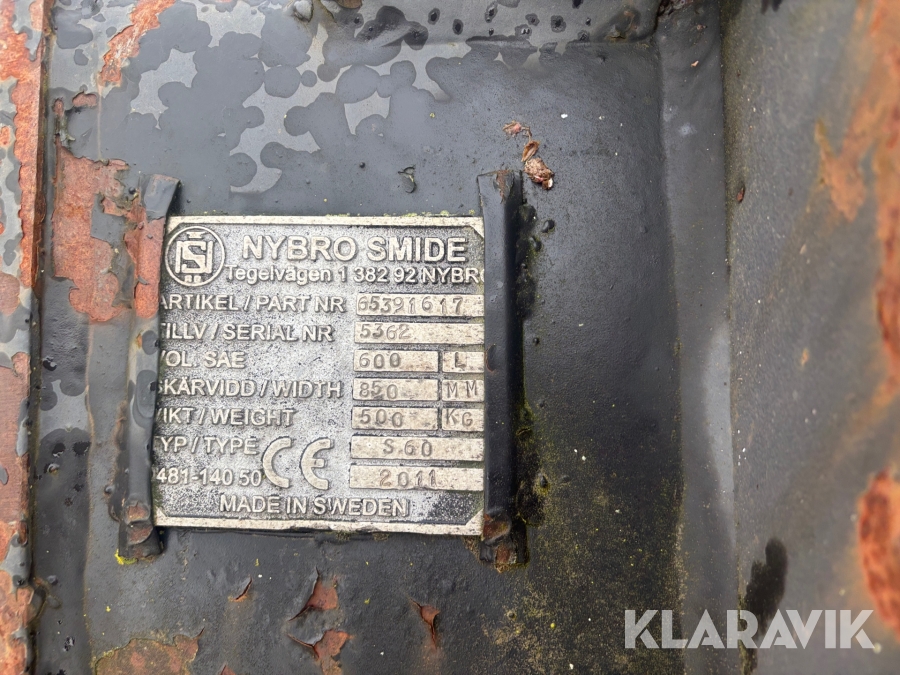 NYBRO SMIDE
Tegelvägen 1 382 92 NYBRO
ARTIKEL / PART NR 65391617
TILLV / SERIAL NR 5362
VOL SAE 600 L
SKÄRVIDD / WIDTH 850 MM
VIKT / WEIGHT 500 KG
TYP / TYPE S60
481-140 50 CE 2011
MADE IN SWEDEN
KLARAVIK